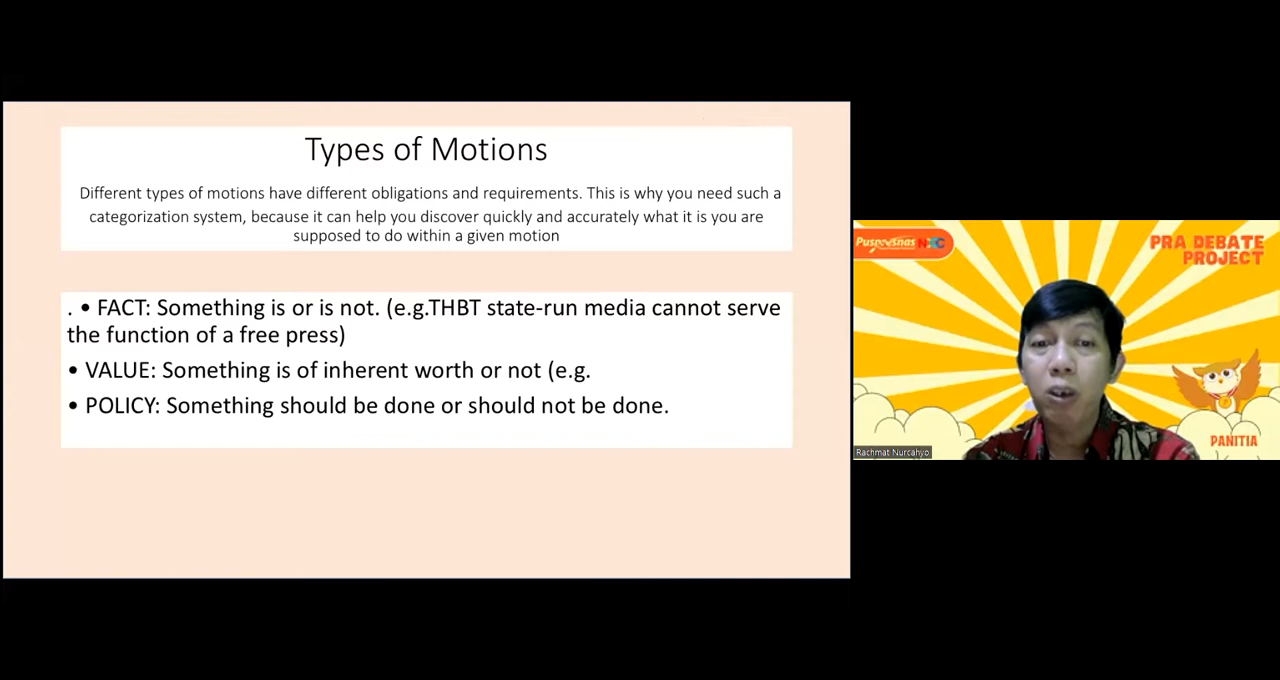 Types of Motions
Different types of motions have different obligations and requirements. This is why you need such a
categorization system, because it can help you discover quickly and accurately what it is you are
supposed to do within a given motion
. • FACT: Something is or is not. (e.g.THBT state-run media cannot serve
the function of a free press)
• VALUE: Something is of inherent worth or not (e.g.
• POLICY: Something should be done or should not be done.
Puspresnas
PRA DEBATE
PROJECT
PANITIA
Rachmat Nurcahyo